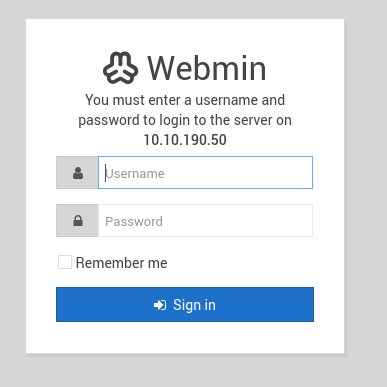 Webmin
You must enter a username and
password to login to the server on
10.10.190.50
Username
Password
Remember me
Sign in